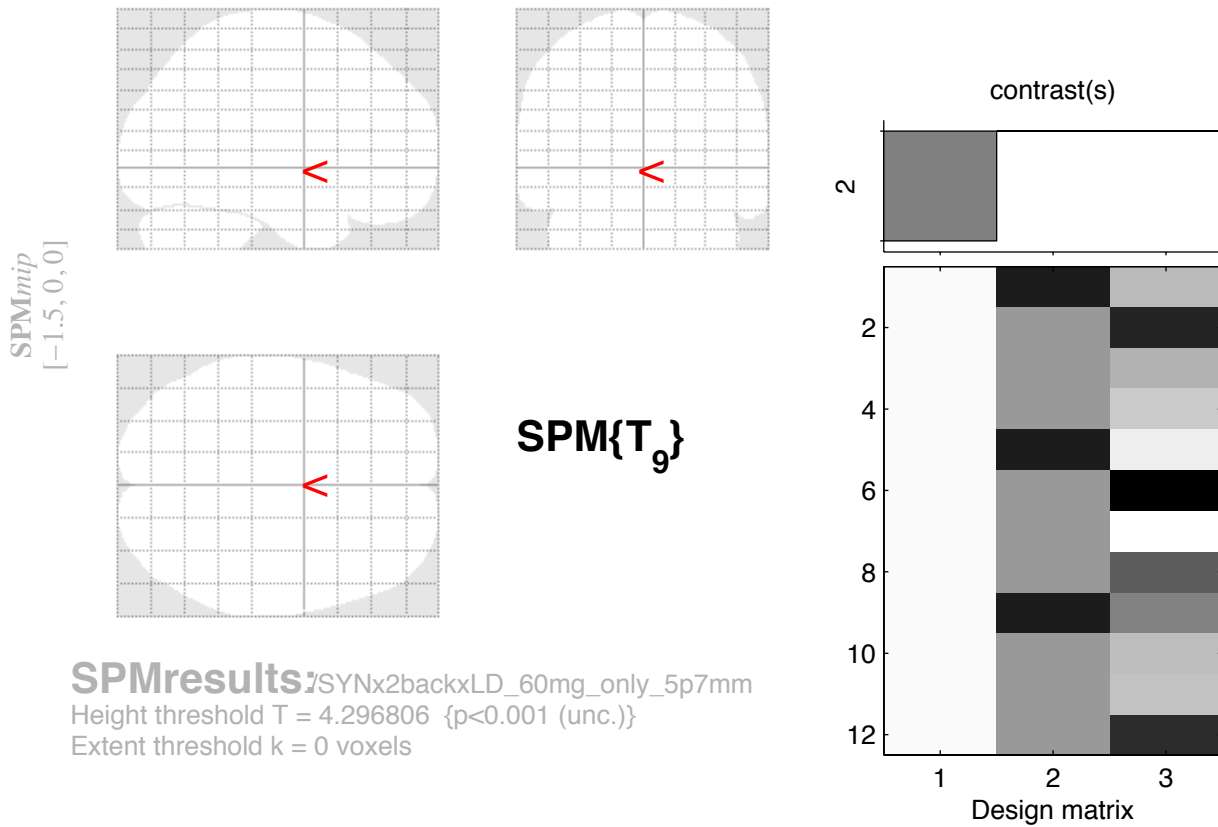 SPMmip
[−1.5, 0, 0]
<
<
<
SPM{T9}
SPMresults:/SYNx2backxLD_60mg_only_5p7mm
Height threshold T = 4.296806 {p<0.001 (unc.)}
Extent threshold k = 0 voxels
contrast(s)
2
2
4
6
8
10
12
1 2 3
Design matrix